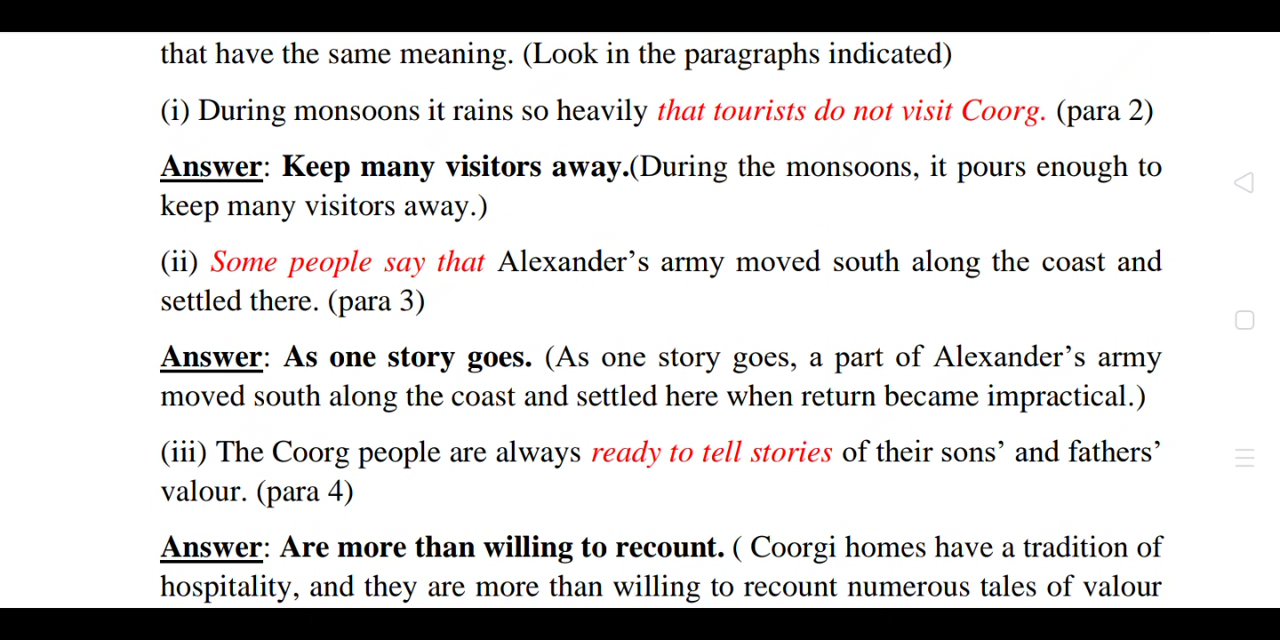 that have the same meaning. (Look in the paragraphs indicated)
(i) During monsoons it rains so heavily that tourists do not visit Coorg. (para 2)
Answer: Keep many visitors away.(During the monsoons, it pours enough to
keep many visitors away.)
(ii) Some people say that Alexander’s army moved south along the coast and
settled there. (para 3)
Answer: As one story goes. (As one story goes, a part of Alexander’s army
moved south along the coast and settled here when return became impractical.)
(iii) The Coorg people are always ready to tell stories of their sons’ and fathers’
valour. (para 4)
Answer: Are more than willing to recount. ( Coorgi homes have a tradition of
hospitality, and they are more than willing to recount numerous tales of valour